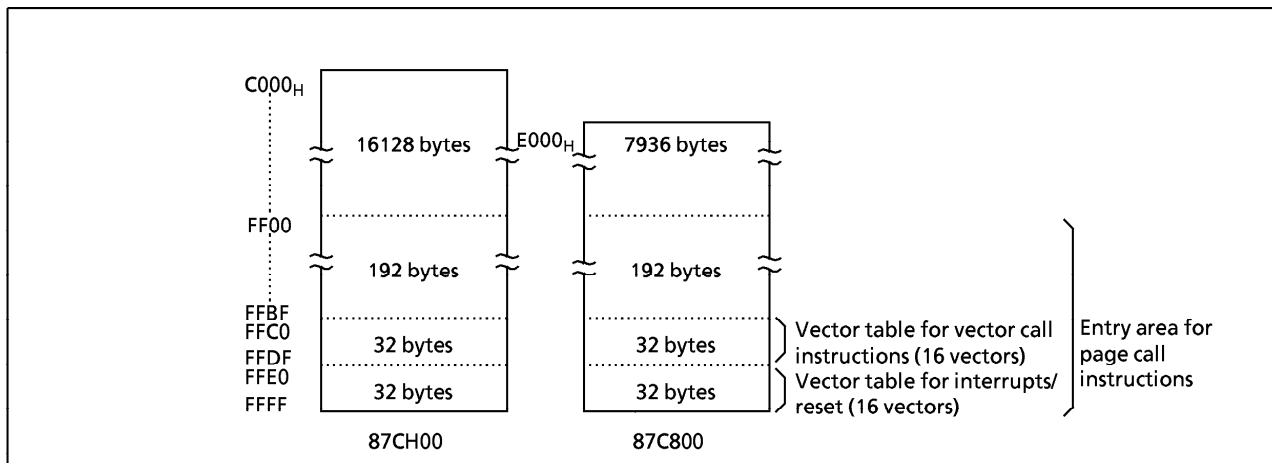 C000H
16128 bytes
E000H
7936 bytes
FF00
192 bytes
192 bytes
FFBF
FFC0
32 bytes
32 bytes
Vector table for vector call
instructions (16 vectors)
Entry area for
page call
instructions
FFDF
FFE0
32 bytes
32 bytes
Vector table for interrupts/
reset (16 vectors)
FFFF
87CH00
87C800